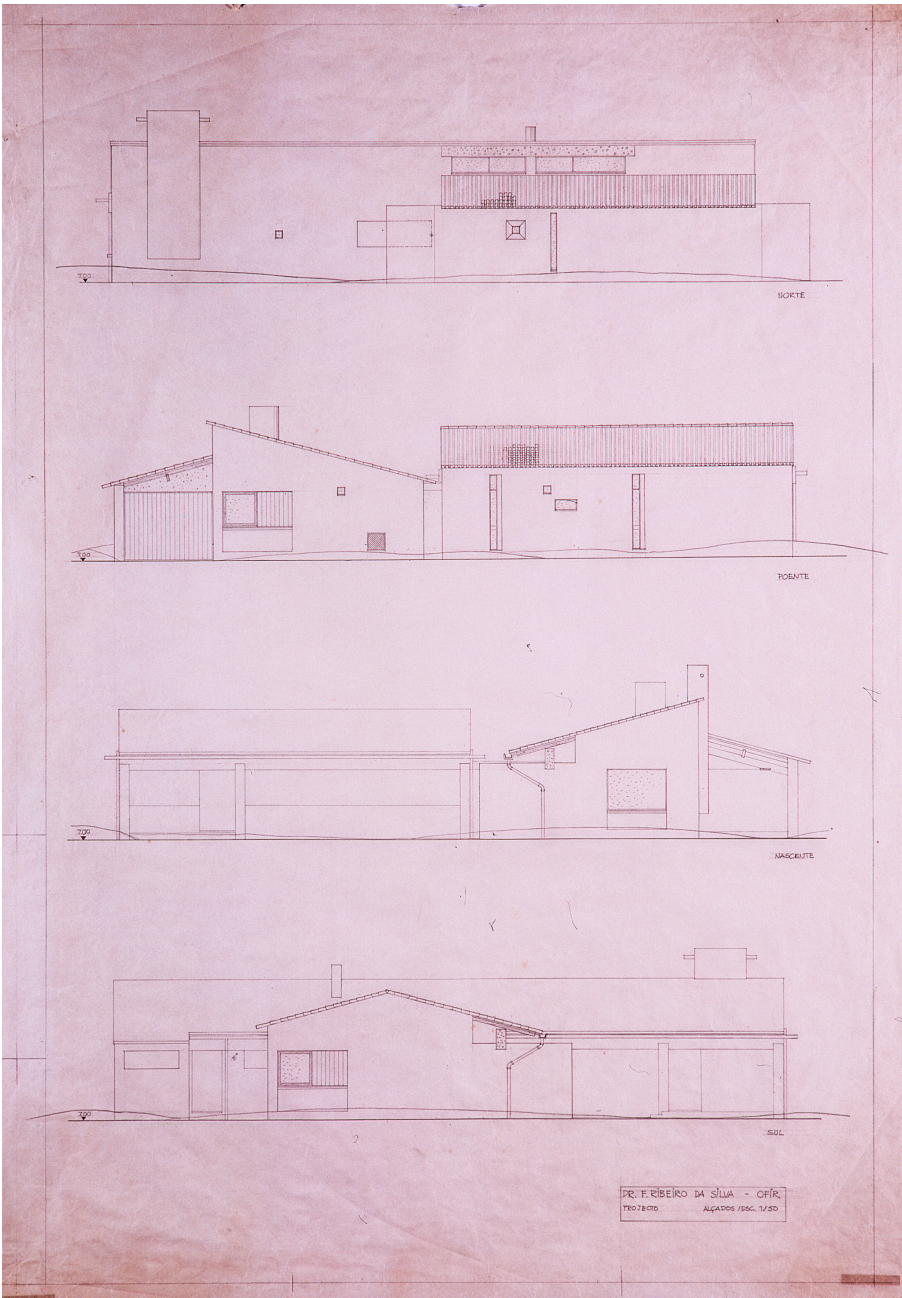 7.00
NORTE
7.00
POENTE
7.00
NASCENTE
7.00
SUL
DR. F. RIBEIRO DA SILVA - OFIR
PROJECTO ALÇADOS / ESC. 1/50